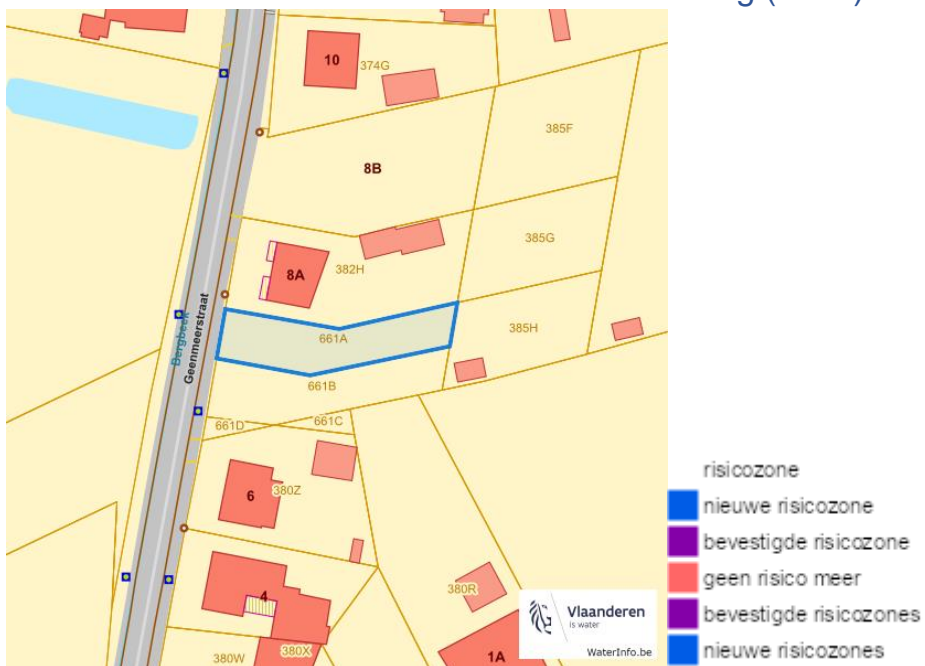 10
374G
385F
8B
385G
8A
382H
Bergbeek
Geenmeerstraat
661A
385H
661B
661D
661C
6
380Z
4
380R
380W
380X
1A
Vlaanderen
is water
WaterInfo.be
risicozone
nieuwe risicozone
bevestigde risicozone
geen risico meer
bevestigde risicozones
nieuwe risicozones